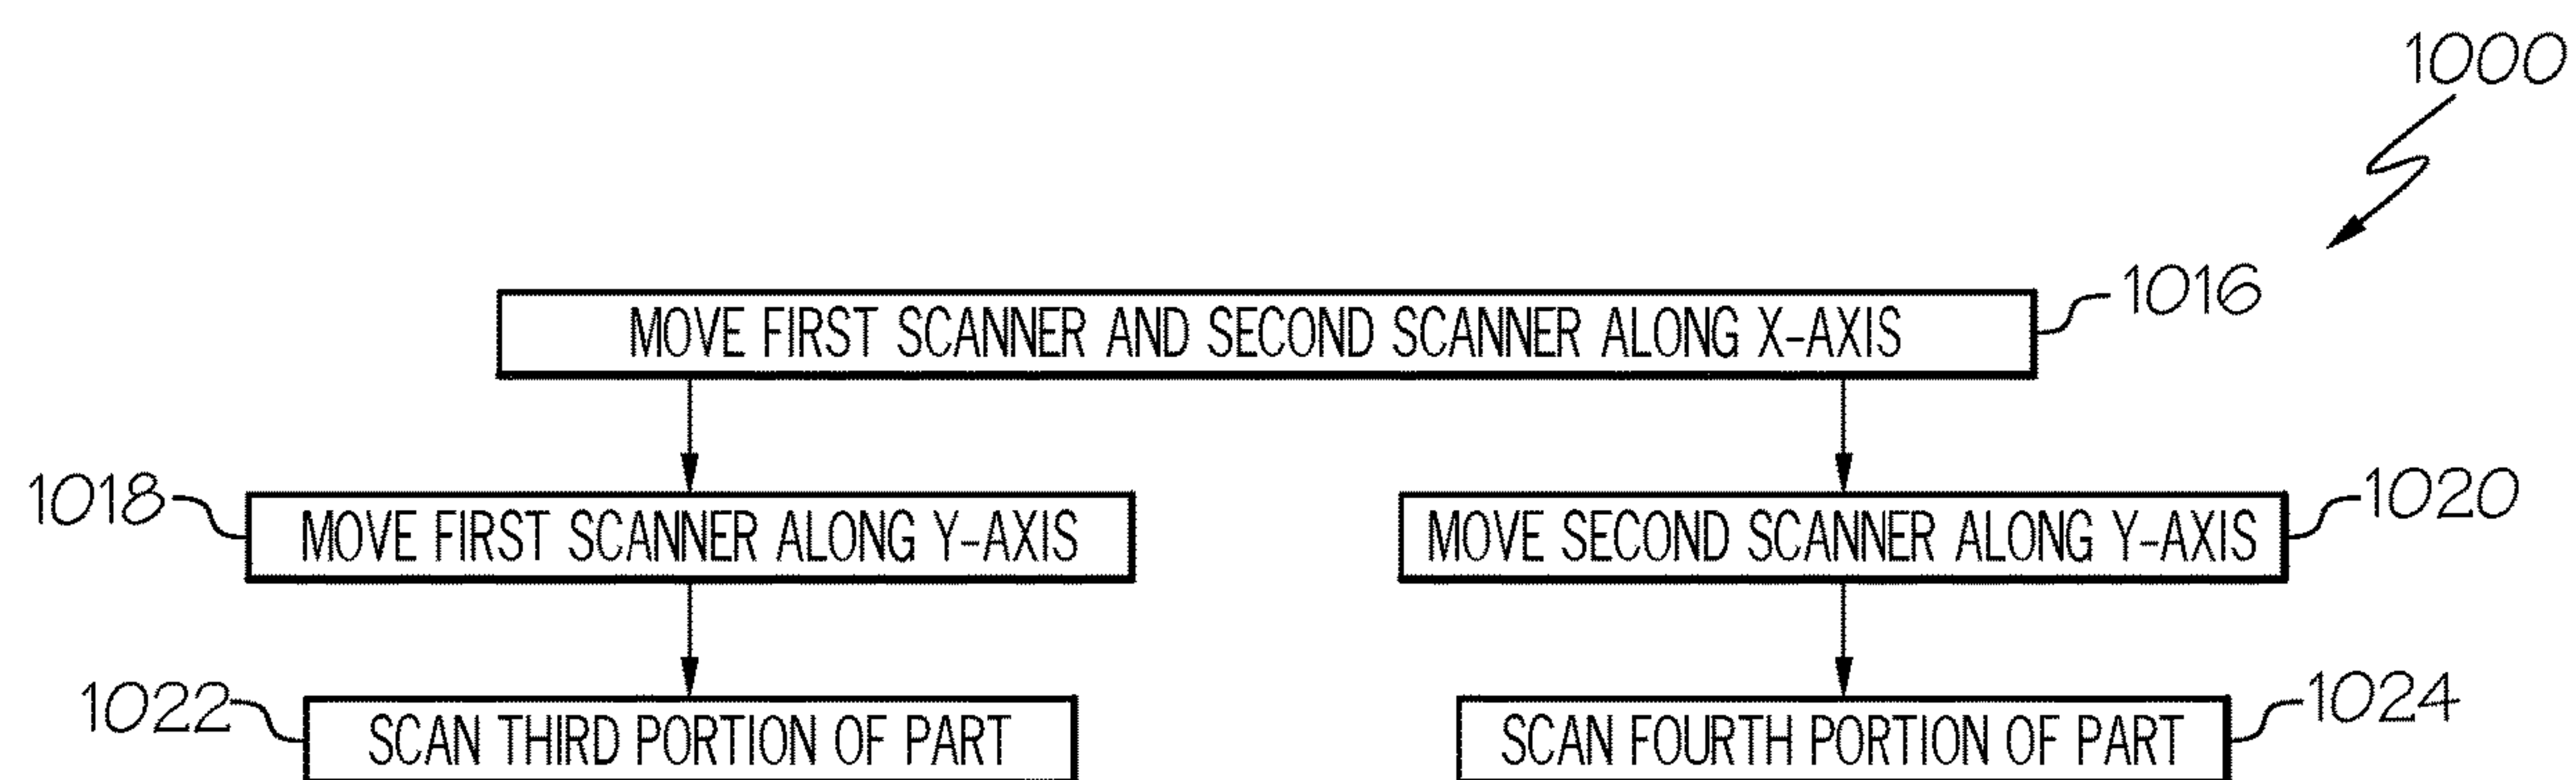 1000
MOVE FIRST SCANNER AND SECOND SCANNER ALONG X-AXIS
1016
1018
MOVE FIRST SCANNER ALONG Y-AXIS
MOVE SECOND SCANNER ALONG Y-AXIS
1020
1022
SCAN THIRD PORTION OF PART
SCAN FOURTH PORTION OF PART
1024